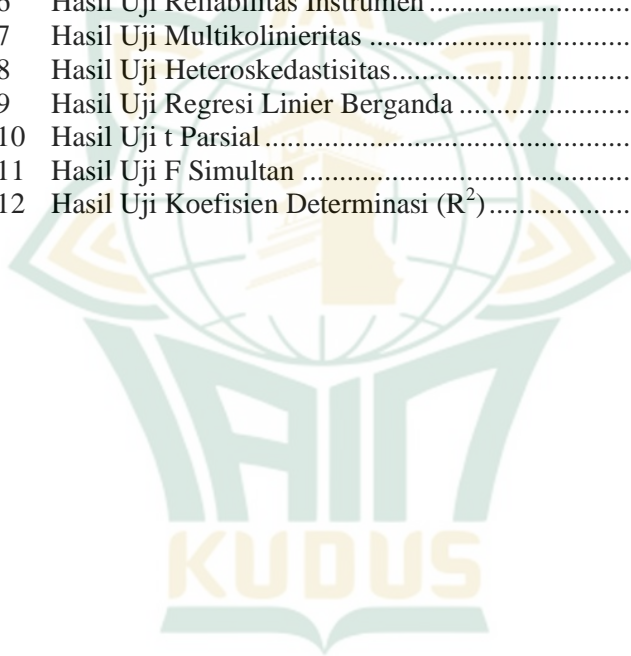 6 Hasil Uji Reliabilitas Instrumen ..............................
7 Hasil Uji Multikolinieritas ........................................
8 Hasil Uji Heteroskedastisitas.....................................
9 Hasil Uji Regresi Linier Berganda ...........................
10 Hasil Uji t Parsial ......................................................
11 Hasil Uji F Simultan .................................................
12 Hasil Uji Koefisien Determinasi (R²) .......................
IAIN
KUDUS